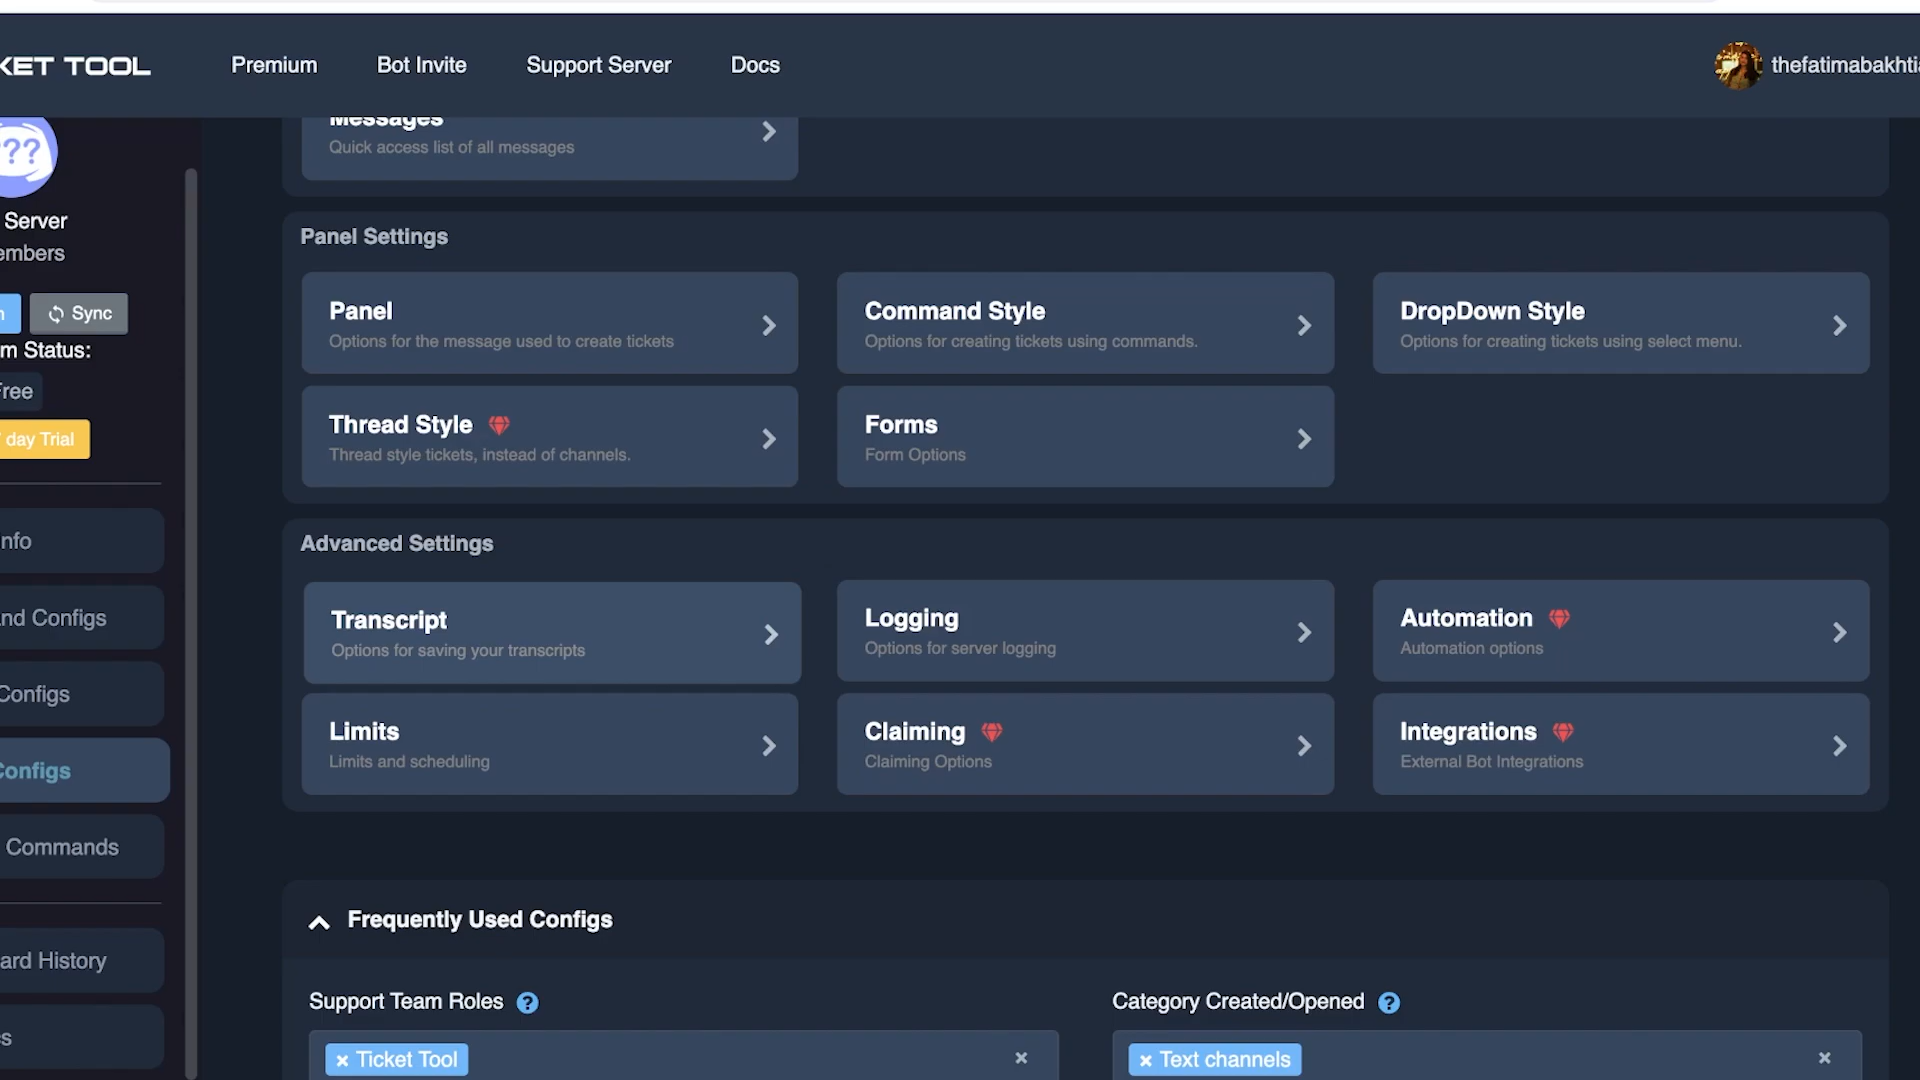 KET TOOL
Premium
Bot Invite
Support Server
Docs
thefatimabakhtia
Messages
Quick access list of all messages
???
Server
embers
Sync
m Status:
Free
day Trial
Panel Settings
Panel
Options for the message used to create tickets
Command Style
Options for creating tickets using commands.
DropDown Style
Options for creating tickets using select menu.
Thread Style
Thread style tickets, instead of channels.
Forms
Form Options
nfo
nd Configs
Configs
Configs
Commands
ard History
s
Advanced Settings
Transcript
Options for saving your transcripts
Logging
Options for server logging
Automation
Automation options
Limits
Limits and scheduling
Claiming
Claiming Options
Integrations
External Bot Integrations
Frequently Used Configs
Support Team Roles ?
Category Created/Opened ?
× Ticket Tool ×
× Text channels ×